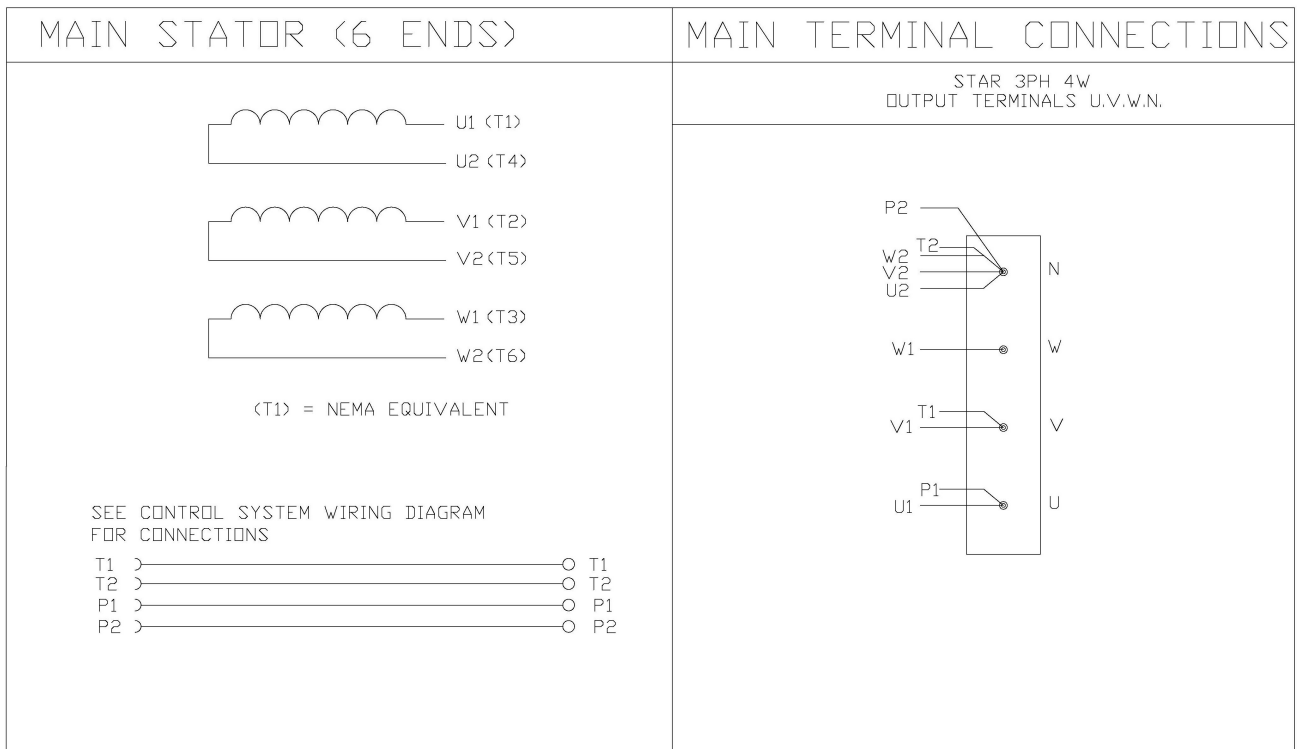 MAIN STATOR (6 ENDS)
U1 (T1)
U2 (T4)
V1 (T2)
V2 (T5)
W1 (T3)
W2 (T6)
(T1) = NEMA EQUIVALENT
SEE CONTROL SYSTEM WIRING DIAGRAM
FOR CONNECTIONS
T1 T1
T2 T2
P1 P1
P2 P2
MAIN TERMINAL CONNECTIONS
STAR 3PH 4W
OUTPUT TERMINALS U.V.W.N.
P2
T2
W2
V2
U2
N
W1
W
T1
V1
V
P1
U1
U